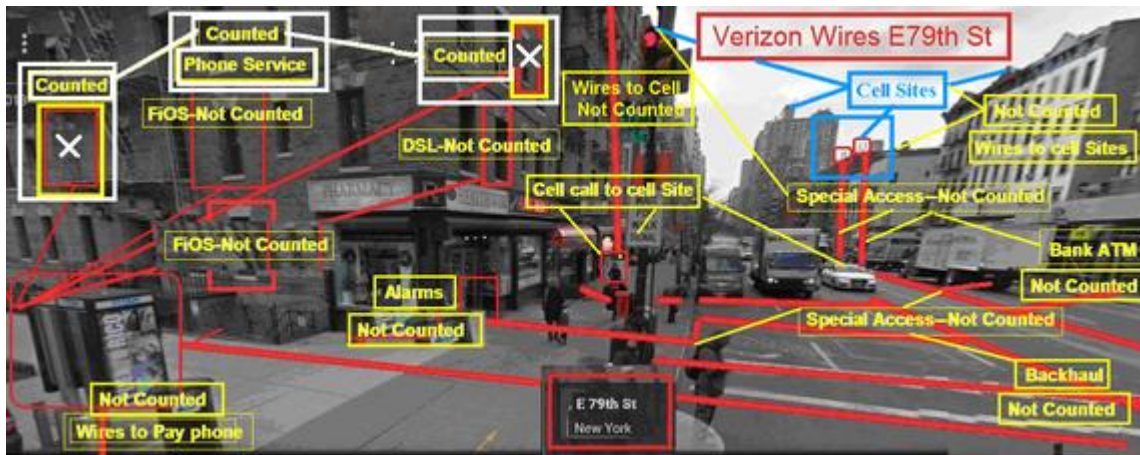 Verizon Wires E79th St
Counted
Counted
Phone Service
Counted
Cell Sites
Wires to Cell
Not Counted
Not Counted
Wires to cell Sites
FiOS-Not Counted
DSL-Not Counted
PHARMACY
Cell call to cell Site
Special Access–Not Counted
FiOS-Not Counted
Bank ATM
Alarms
Not Counted
Not Counted
Special Access–Not Counted
Backhaul
Not Counted
Not Counted
Wires to Pay phone
E 79th St
New York